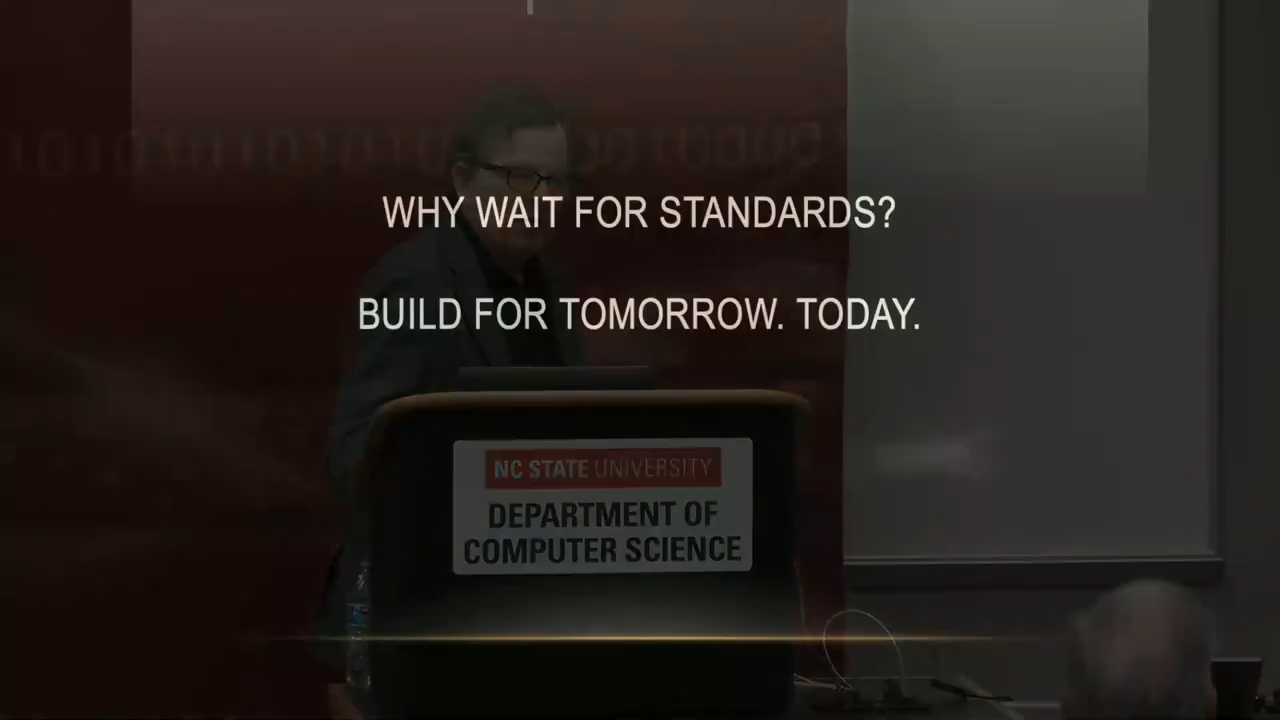 WHY WAIT FOR STANDARDS?
BUILD FOR TOMORROW. TODAY.
NC STATE UNIVERSITY
DEPARTMENT OF
COMPUTER SCIENCE